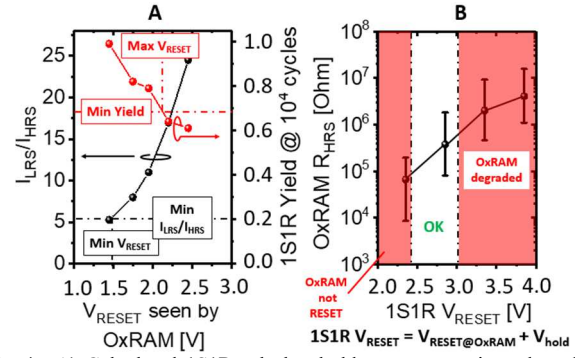 A
I_LRS/I_HRS
25
20
15
10
5
0
Max V_RESET
Min Yield
Min V_RESET
Min
I_LRS/I_HRS
1.0
0.8
0.6
0.4
0.2
0.0
1S1R Yield @ 10^4 cycles
1.0 1.5 2.0 2.5 3.0
V_RESET seen by
OxRAM [V]
B
OxRAM R_HRS [Ohm]
10^8
10^7
10^6
10^5
10^4
10^3
OxRAM
degraded
OK
OxRAM
not
RESET
2.0 2.5 3.0 3.5 4.0
1S1R V_RESET [V]
1S1R V_RESET = V_RESET@OxRAM + V_hold